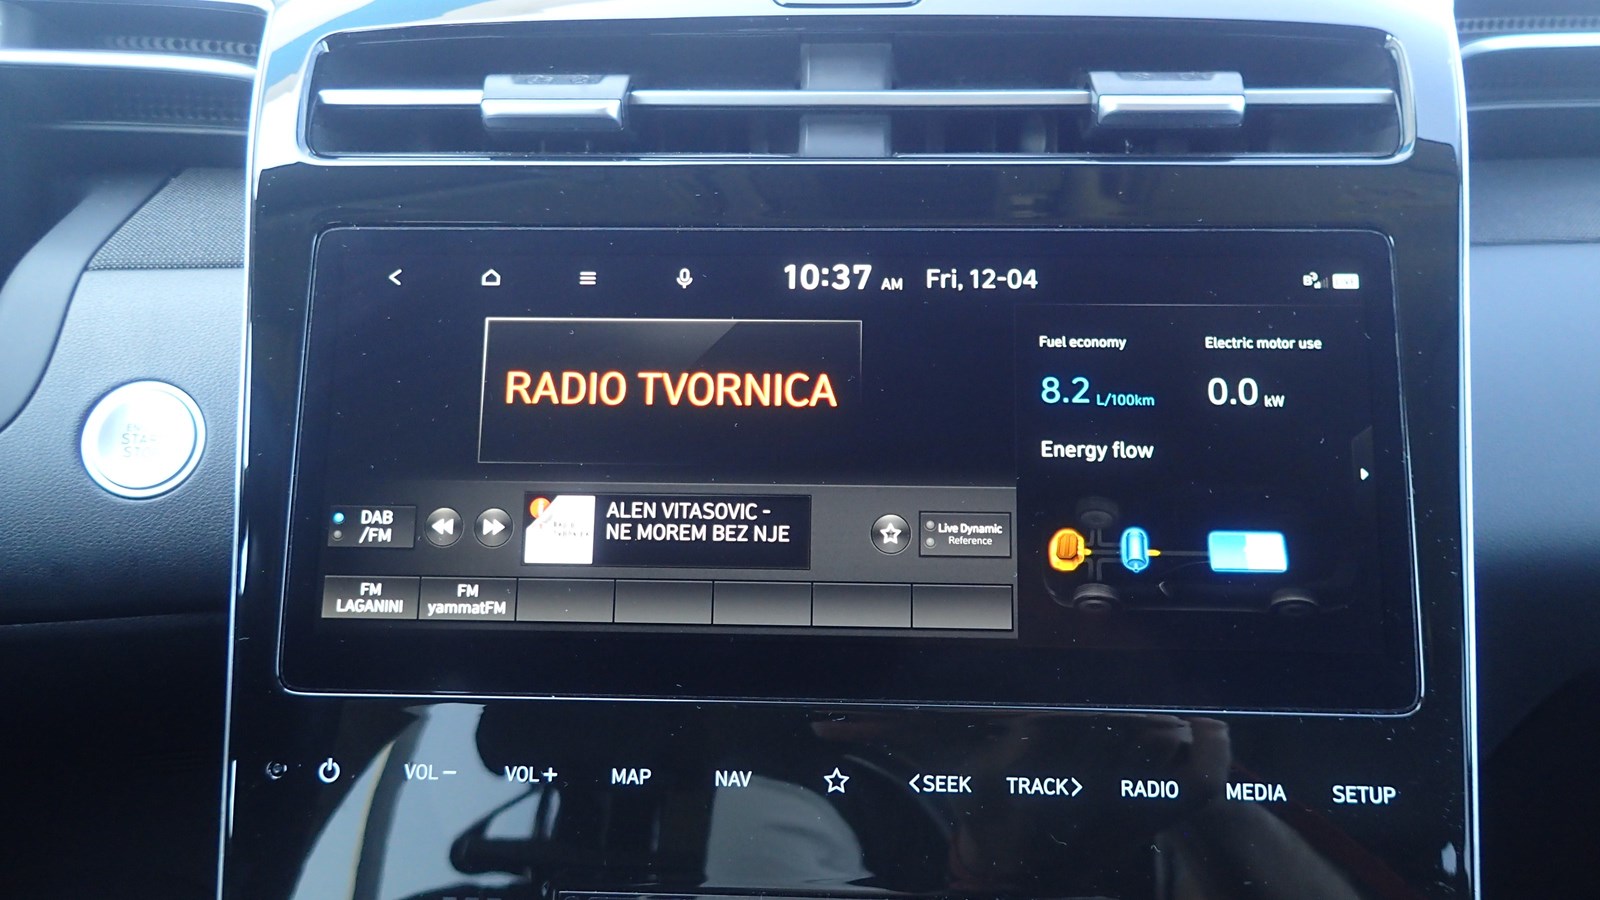 10:37 AM Fri, 12-04
RADIO TVORNICA
Fuel economy
8.2 L/100km
Electric motor use
0.0 kW
Energy flow
DAB
/FM
ALEN VITASOVIC -
NE MOREM BEZ NJE
Live Dynamic
Reference
FM
LAGANINI
FM
yammatFM
START
STOP
VOL −
VOL +
MAP
NAV
<SEEK
TRACK>
RADIO
MEDIA
SETUP